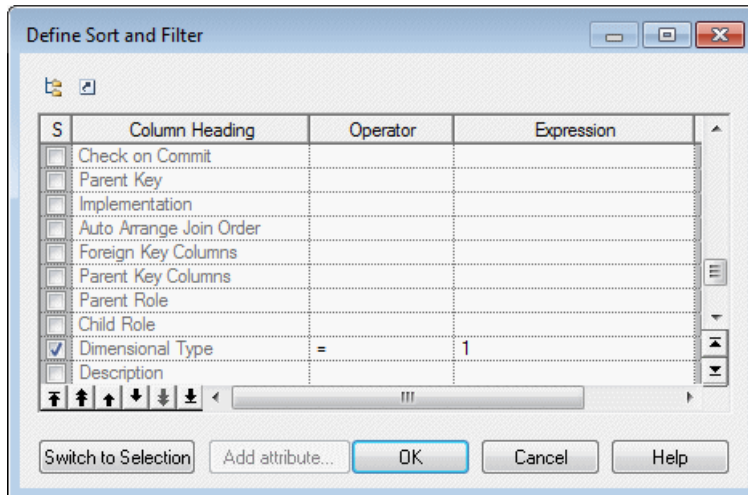 Define Sort and Filter
S Column Heading Operator Expression
Check on Commit
Parent Key
Implementation
Auto Arrange Join Order
Foreign Key Columns
Parent Key Columns
Parent Role
Child Role
Dimensional Type = 1
Description
Switch to Selection Add attribute... OK Cancel Help